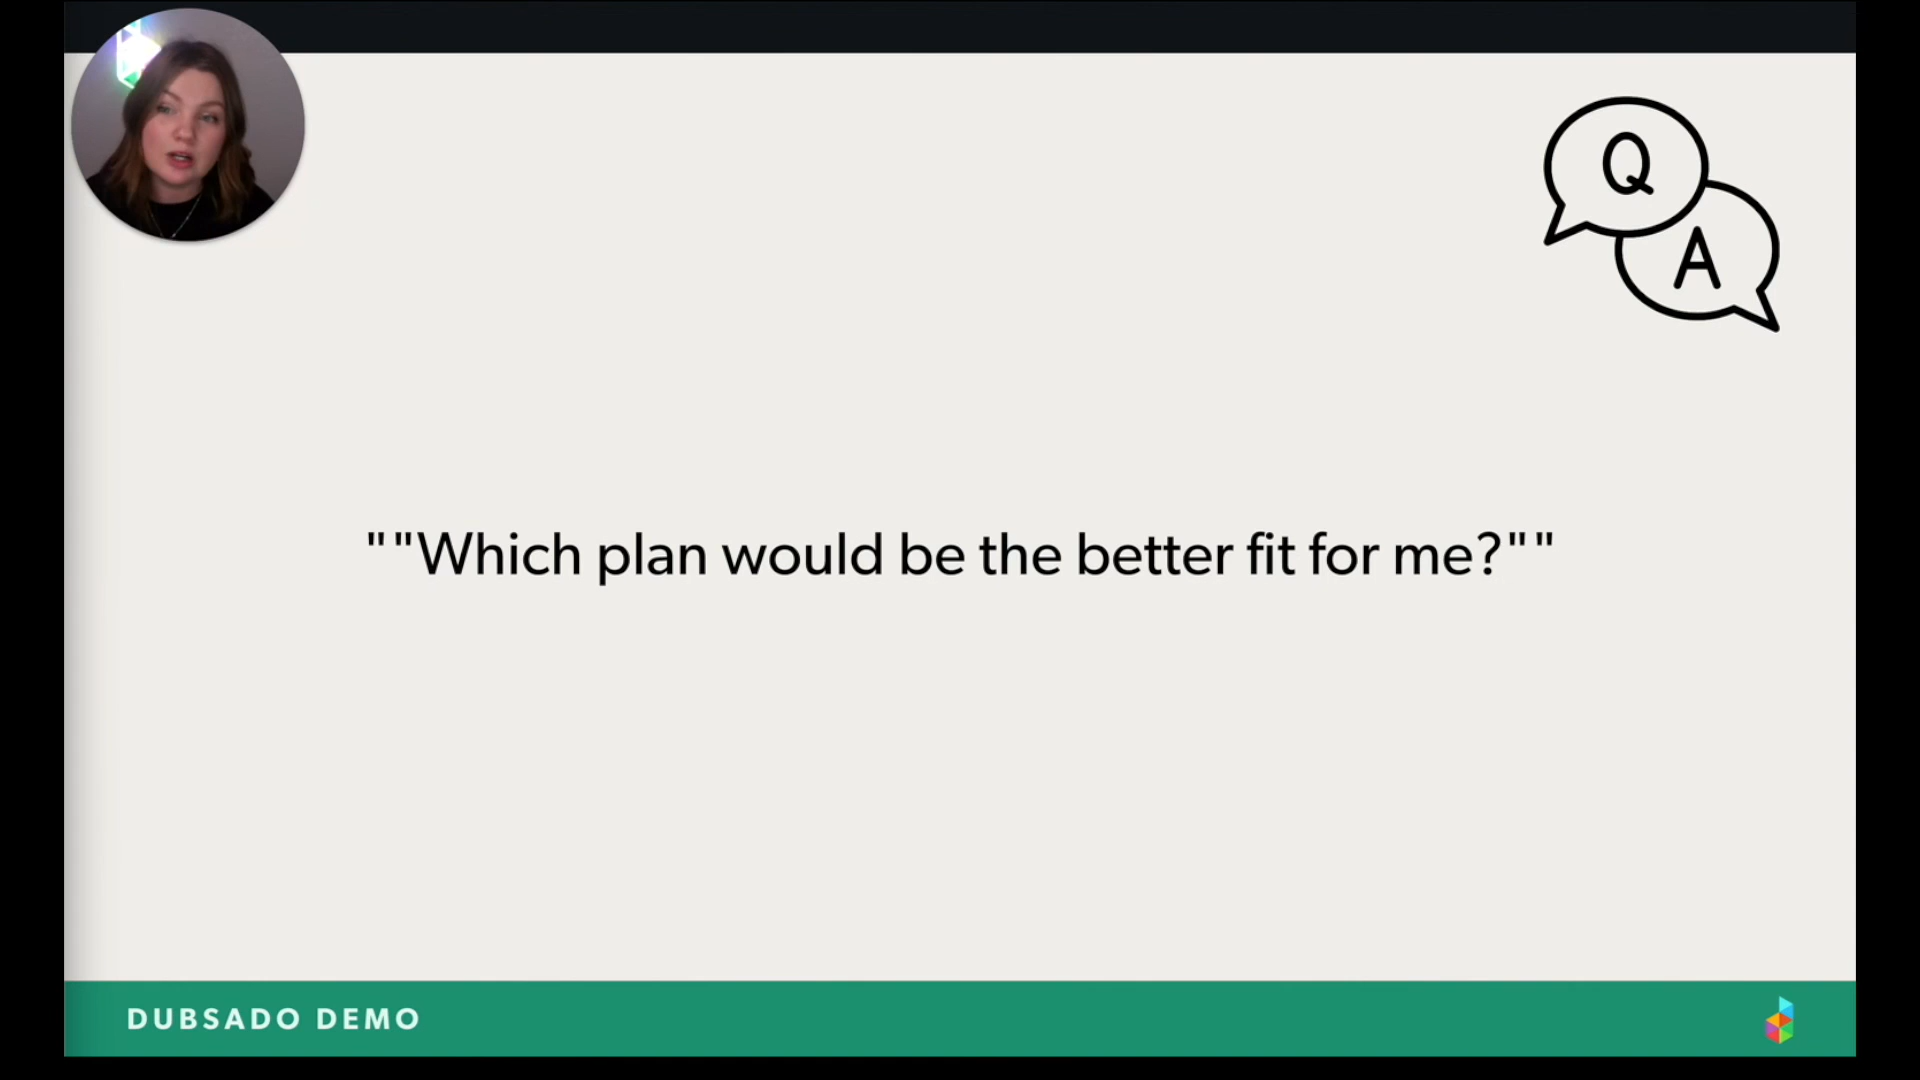 Q
A
""Which plan would be the better fit for me?""
DUBSADO DEMO